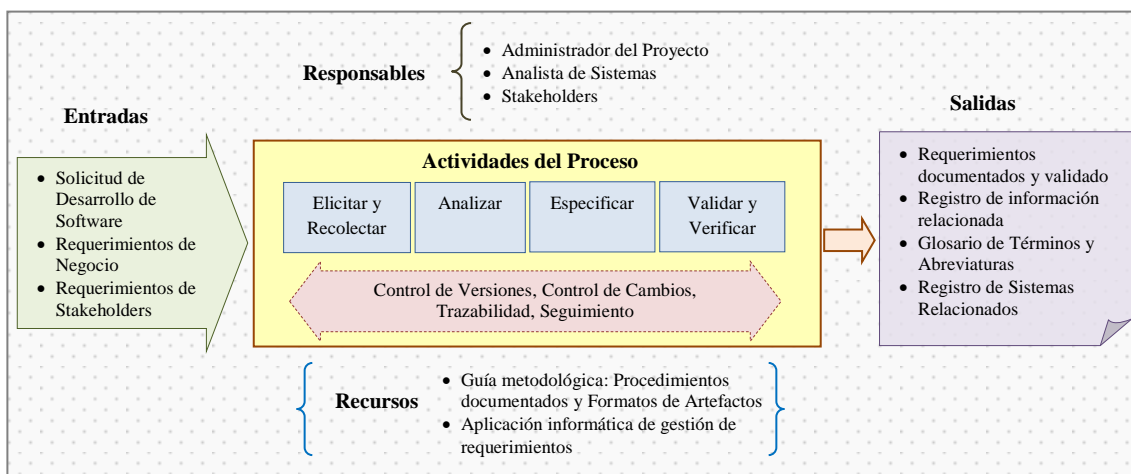 Responsables
• Administrador del Proyecto
• Analista de Sistemas
• Stakeholders
Entradas
• Solicitud de
Desarrollo de
Software
• Requerimientos de
Negocio
• Requerimientos de
Stakeholders
Actividades del Proceso
Elicitar y
Recolectar
Analizar
Especificar
Validar y
Verificar
Control de Versiones, Control de Cambios,
Trazabilidad, Seguimiento
Salidas
• Requerimientos
documentados y validado
• Registro de información
relacionada
• Glosario de Términos y
Abreviaturas
• Registro de Sistemas
Relacionados
Recursos
• Guía metodológica: Procedimientos
documentados y Formatos de Artefactos
• Aplicación informática de gestión de
requerimientos